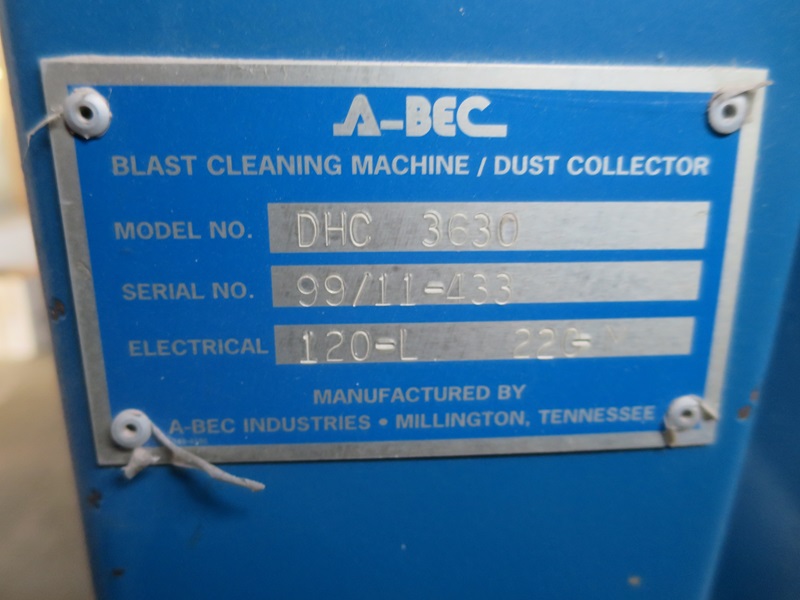 A-BEC
BLAST CLEANING MACHINE / DUST COLLECTOR
MODEL NO. DHC 3630
SERIAL NO. 99/11-433
ELECTRICAL 120-L
MANUFACTURED BY
A-BEC INDUSTRIES • MILLINGTON, TENNESSEE